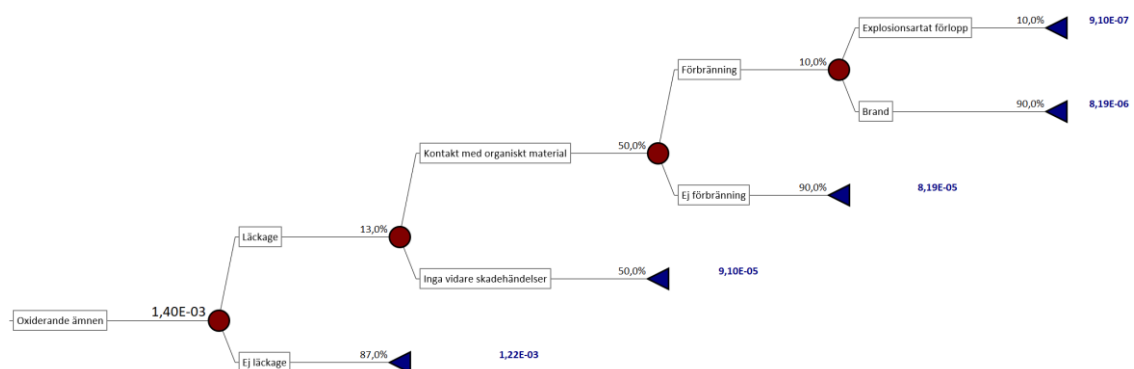 Explosionsartat förlopp 10,0% 9,10E-07
Förbränning 10,0%
Brand 90,0% 8,19E-06
Kontakt med organiskt material 50,0%
Ej förbränning 90,0% 8,19E-05
Läckage 13,0%
Inga vidare skadehändelser 50,0% 9,10E-05
Oxiderande ämnen 1,40E-03
Ej läckage 87,0% 1,22E-03